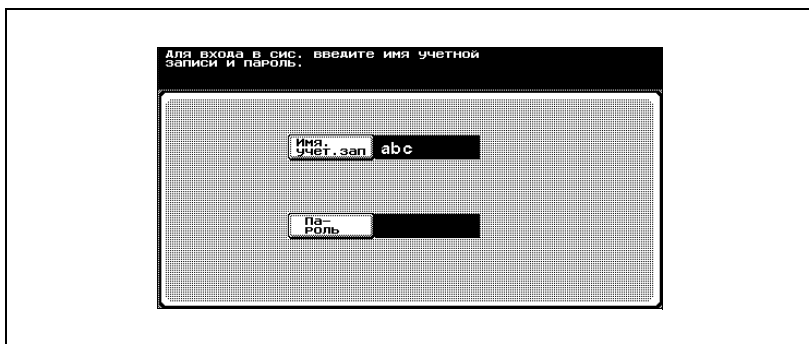 Для входа в сис. введите имя учетной
записи и пароль.
Имя.
учет.зап
abc
Па-
роль